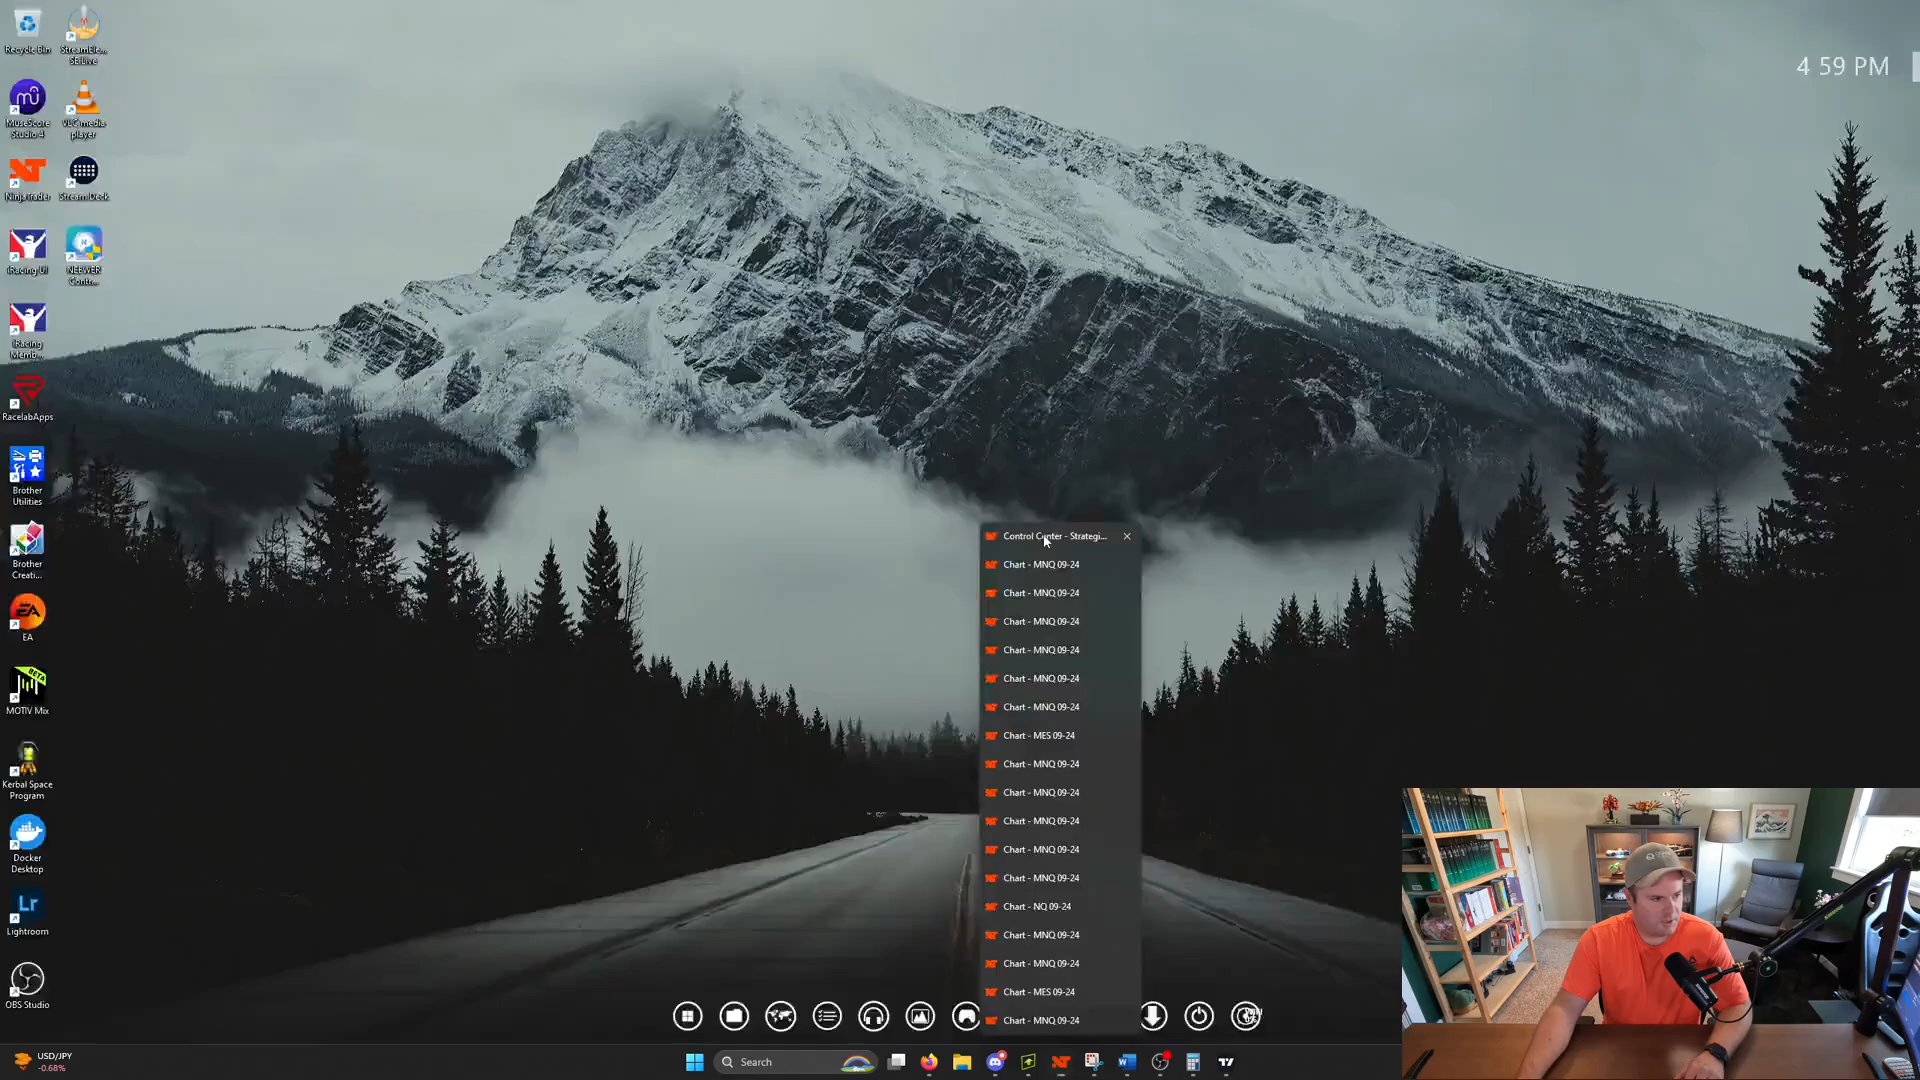 Recycle Bin
StreamEle...
SE.Live
4 59 PM
MuseScore
Studio 4
VLC media
player
NinjaTrader
Stream Deck
iRacing UI
NEEWER
Contr...
iRacing
Memb...
RacelabApps
Brother
Utilities
Brother
Creati...
EA
MOTIV Mix
Kerbal Space
Program
Docker
Desktop
Lightroom
OBS Studio
Control Center - Strategi...
Chart - MNQ 09-24
Chart - MNQ 09-24
Chart - MNQ 09-24
Chart - MNQ 09-24
Chart - MNQ 09-24
Chart - MNQ 09-24
Chart - MES 09-24
Chart - MNQ 09-24
Chart - MNQ 09-24
Chart - MNQ 09-24
Chart - MNQ 09-24
Chart - MNQ 09-24
Chart - NQ 09-24
Chart - MNQ 09-24
Chart - MNQ 09-24
Chart - MES 09-24
Chart - MNQ 09-24
USD/JPY
-0.68%
Search